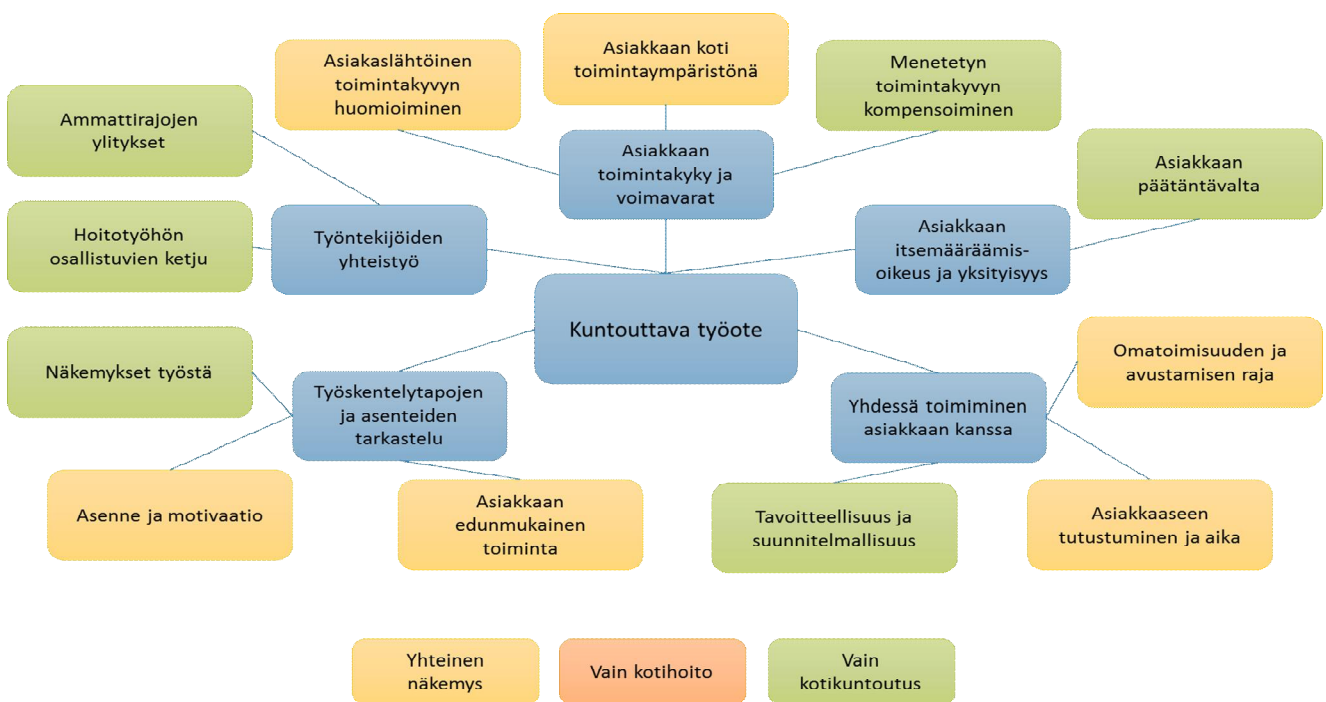 Asiakaslähtöinen
toimintakyvyn
huomioiminen
Asiakkaan koti
toimintaympäristönä
Menetetyn
toimintakyvyn
kompensoiminen
Ammattirajojen
ylitykset
Asiakkaan
toimintakyky ja
voimavarat
Asiakkaan
päätäntävalta
Hoitotyöhön
osallistuvien ketju
Työntekijöiden
yhteistyö
Asiakkaan
itsemääräämis-
oikeus ja yksityisyys
Kuntouttava työote
Näkemykset työstä
Työskentelytapojen
ja asenteiden
tarkastelu
Yhdessä toimiminen
asiakkaan kanssa
Omatoimisuuden ja
avustamisen raja
Asenne ja motivaatio
Asiakkaan
edunmukainen
toiminta
Tavoitteellisuus ja
suunnitelmallisuus
Asiakkaaseen
tutustuminen ja aika
Yhteinen
näkemys
Vain kotihoito
Vain
kotikuntoutus